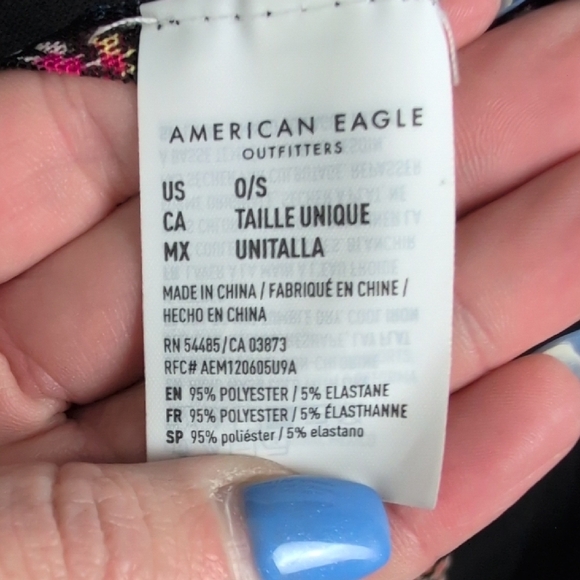 AMERICAN EAGLE
OUTFITTERS
US O/S
CA TAILLE UNIQUE
MX UNITALLA
MADE IN CHINA / FABRIQUÉ EN CHINE /
HECHO EN CHINA
RN 54485 / CA 03873
RFC# AEM120605U9A
EN 95% POLYESTER / 5% ELASTANE
FR 95% POLYESTER / 5% ÉLASTHANNE
SP 95% poliéster / 5% elastano